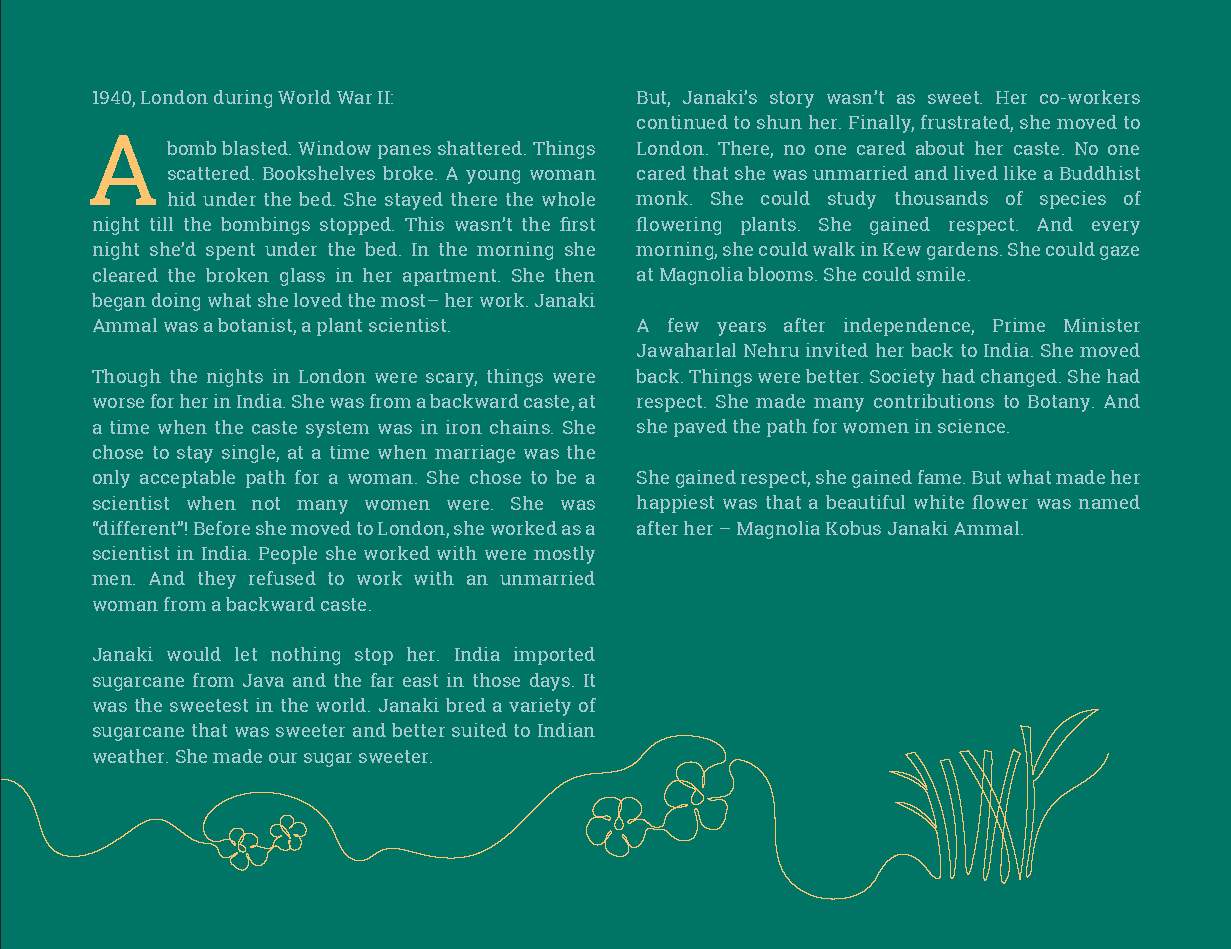 1940, London during World War II:
A bomb blasted. Window panes shattered. Things
scattered. Bookshelves broke. A young woman
hid under the bed. She stayed there the whole
night till the bombings stopped. This wasn’t the first
night she’d spent under the bed. In the morning she
cleared the broken glass in her apartment. She then
began doing what she loved the most– her work. Janaki
Ammal was a botanist, a plant scientist.
Though the nights in London were scary, things were
worse for her in India. She was from a backward caste, at
a time when the caste system was in iron chains. She
chose to stay single, at a time when marriage was the
only acceptable path for a woman. She chose to be a
scientist when not many women were. She was
“different”! Before she moved to London, she worked as a
scientist in India. People she worked with were mostly
men. And they refused to work with an unmarried
woman from a backward caste.
Janaki would let nothing stop her. India imported
sugarcane from Java and the far east in those days. It
was the sweetest in the world. Janaki bred a variety of
sugarcane that was sweeter and better suited to Indian
weather. She made our sugar sweeter.
But, Janaki’s story wasn’t as sweet. Her co-workers
continued to shun her. Finally, frustrated, she moved to
London. There, no one cared about her caste. No one
cared that she was unmarried and lived like a Buddhist
monk. She could study thousands of species of
flowering plants. She gained respect. And every
morning, she could walk in Kew gardens. She could gaze
at Magnolia blooms. She could smile.
A few years after independence, Prime Minister
Jawaharlal Nehru invited her back to India. She moved
back. Things were better. Society had changed. She had
respect. She made many contributions to Botany. And
she paved the path for women in science.
She gained respect, she gained fame. But what made her
happiest was that a beautiful white flower was named
after her – Magnolia Kobus Janaki Ammal.